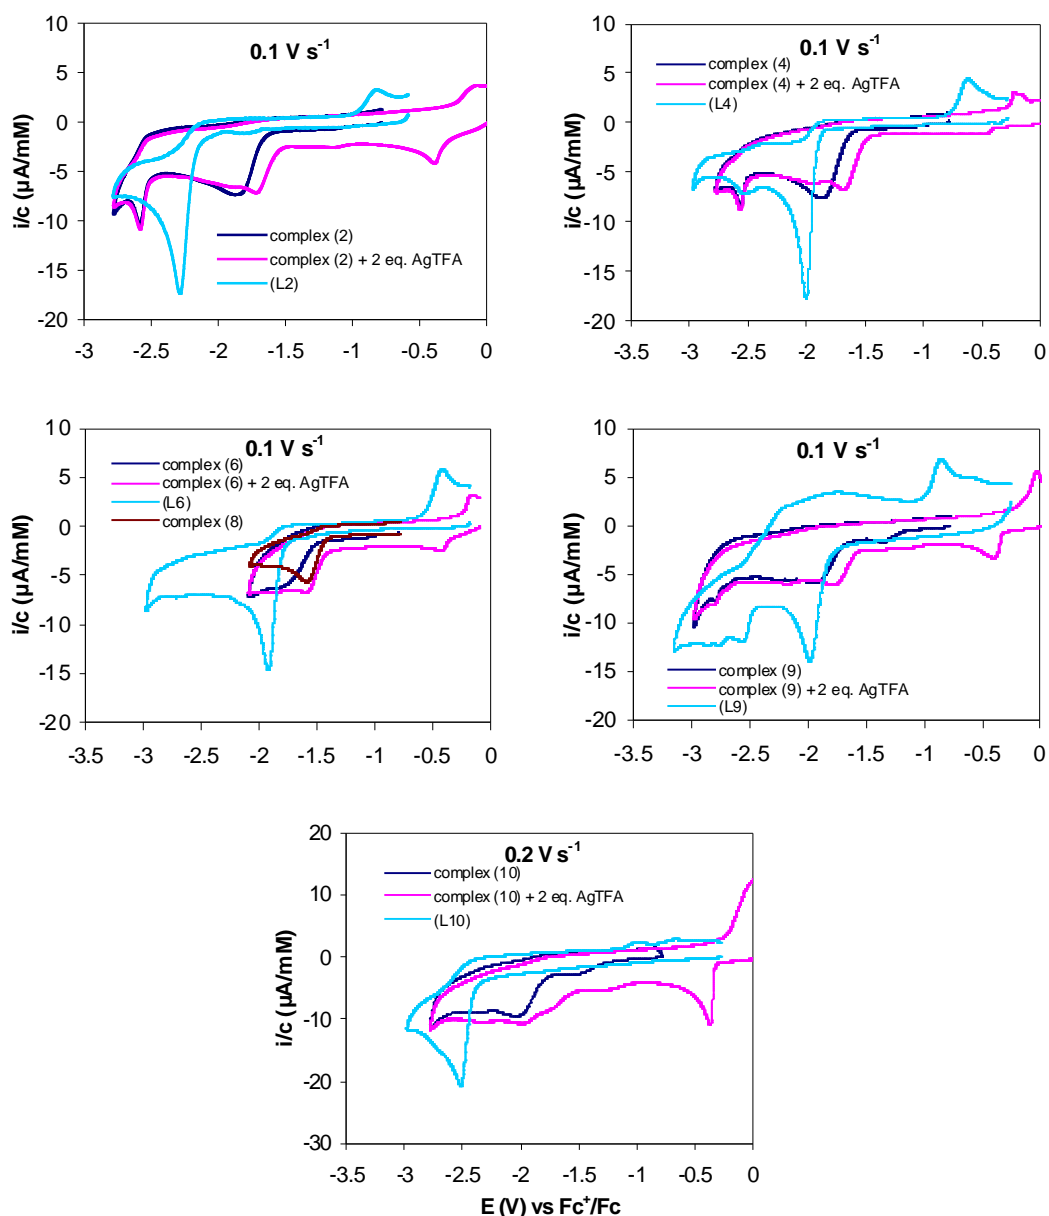 0.1 V s⁻¹
complex (2)
complex (2) + 2 eq. AgTFA
(L2)
i/c (µA/mM)
10
5
0
-5
-10
-15
-20
-3 -2.5 -2 -1.5 -1 -0.5 0
0.1 V s⁻¹
complex (4)
complex (4) + 2 eq. AgTFA
(L4)
i/c (µA/mM)
10
5
0
-5
-10
-15
-20
-3.5 -3 -2.5 -2 -1.5 -1 -0.5 0
0.1 V s⁻¹
complex (6)
complex (6) + 2 eq. AgTFA
(L6)
complex (8)
i/c (µA/mM)
10
5
0
-5
-10
-15
-20
-3.5 -3 -2.5 -2 -1.5 -1 -0.5 0
0.1 V s⁻¹
complex (9)
complex (9) +2 eq. AgTFA
(L9)
i/c (µA/mM)
10
5
0
-5
-10
-15
-20
-3.5 -3 -2.5 -2 -1.5 -1 -0.5 0
0.2 V s⁻¹
complex (10)
complex (10) + 2 eq. AgTFA
(L10)
i/c (µA/mM)
20
10
0
-10
-20
-30
-3.5 -3 -2.5 -2 -1.5 -1 -0.5 0
E (V) vs Fc⁺/Fc